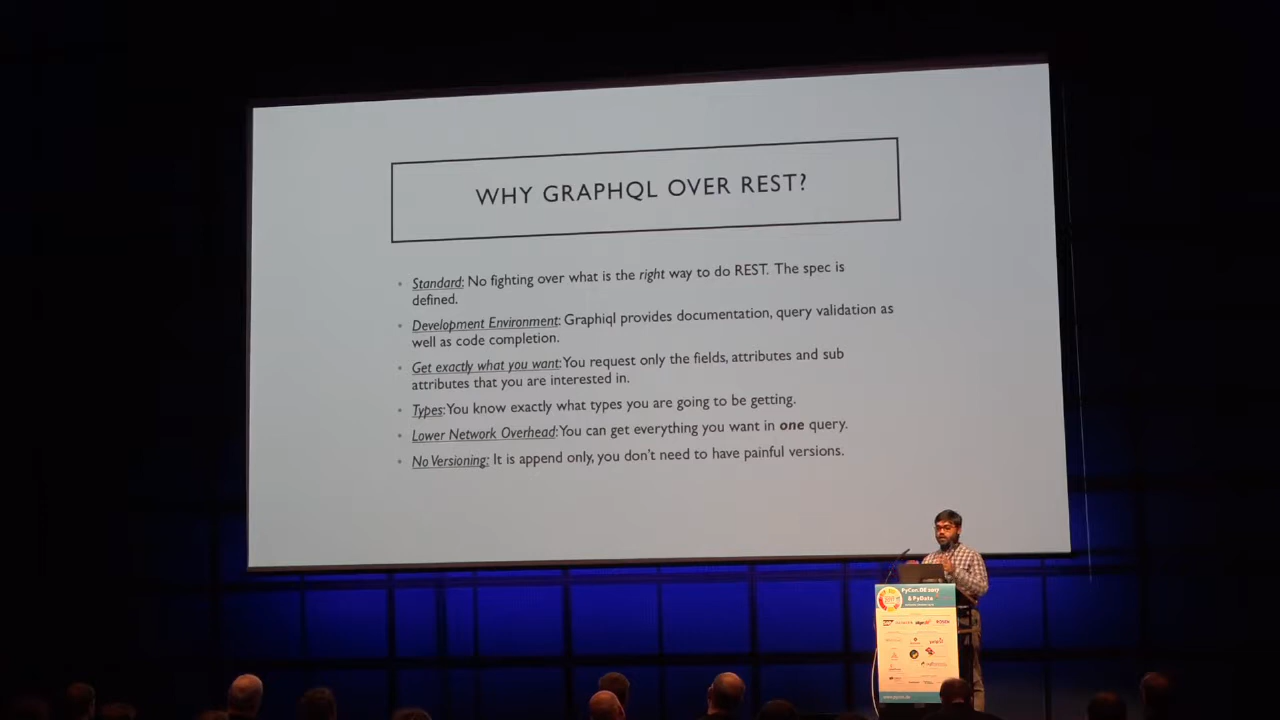 WHY GRAPHQL OVER REST?
• Standard: No fighting over what is the right way to do REST. The spec is
defined.
• Development Environment: Graphiql provides documentation, query validation as
well as code completion.
• Get exactly what you want: You request only the fields, attributes and sub
attributes that you are interested in.
• Types: You know exactly what types you are going to be getting.
• Lower Network Overhead: You can get everything you want in one query.
• No Versioning: It is append only, you don't need to have painful versions.
PyCon.DE 2017
& PyData